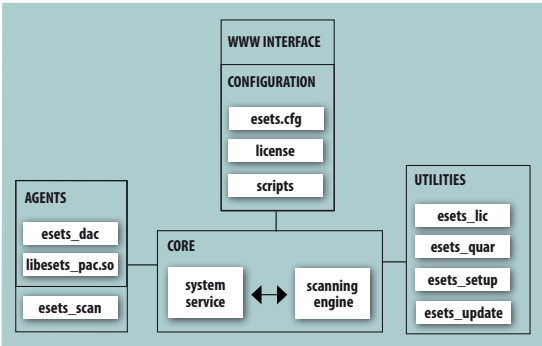 WWW INTERFACE
CONFIGURATION
esets.cfg
license
scripts
AGENTS
esets_dac
libesets_pac.so
esets_scan
CORE
system
service
scanning
engine
UTILITIES
esets_lic
esets_quar
esets_setup
esets_update